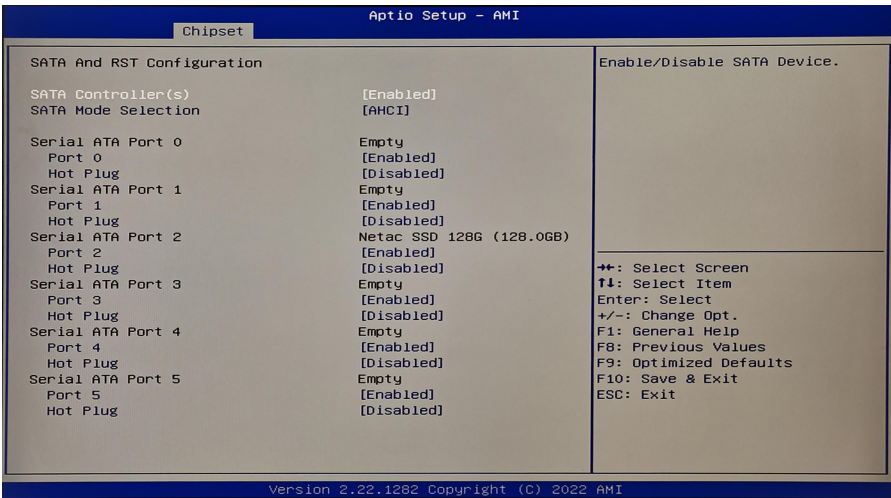 Aptio Setup – AMI
Chipset
SATA And RST Configuration
Enable/Disable SATA Device.
SATA Controller(s) [Enabled]
SATA Mode Selection [AHCI]
Serial ATA Port 0 Empty
Port 0 [Enabled]
Hot Plug [Disabled]
Serial ATA Port 1 Empty
Port 1 [Enabled]
Hot Plug [Disabled]
Serial ATA Port 2 Netac SSD 128G (128.0GB)
Port 2 [Enabled]
Hot Plug [Disabled]
Serial ATA Port 3 Empty
Port 3 [Enabled]
Hot Plug [Disabled]
Serial ATA Port 4 Empty
Port 4 [Enabled]
Hot Plug [Disabled]
Serial ATA Port 5 Empty
Port 5 [Enabled]
Hot Plug [Disabled]
→←: Select Screen
↑↓: Select Item
Enter: Select
+/-: Change Opt.
F1: General Help
F8: Previous Values
F9: Optimized Defaults
F10: Save & Exit
ESC: Exit
Version 2.22.1282 Copyright (C) 2022 AMI